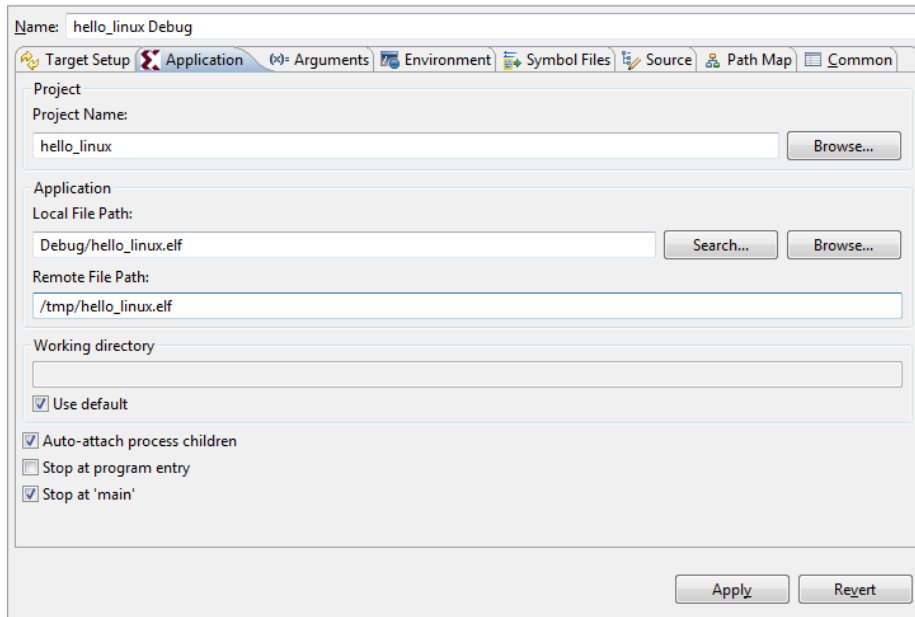 Name: hello_linux Debug
Target Setup Application (x)= Arguments Environment Symbol Files Source Path Map Common
Project
Project Name:
hello_linux Browse...
Application
Local File Path:
Debug/hello_linux.elf Search... Browse...
Remote File Path:
/tmp/hello_linux.elf
Working directory
Use default
Auto-attach process children
Stop at program entry
Stop at 'main'
Apply Revert